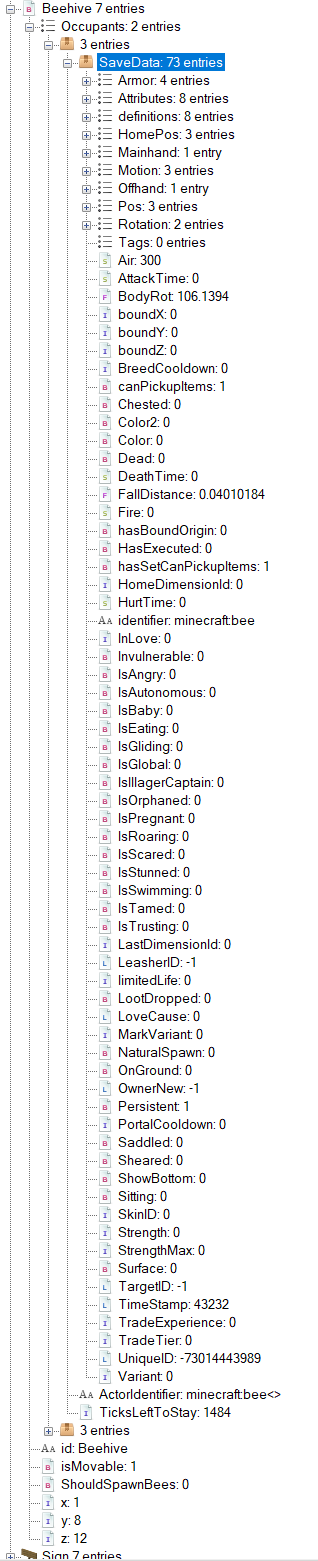 Beehive 7 entries
Occupants: 2 entries
3 entries
SaveData: 73 entries
Armor: 4 entries
Attributes: 8 entries
definitions: 8 entries
HomePos: 3 entries
Mainhand: 1 entry
Motion: 3 entries
Offhand: 1 entry
Pos: 3 entries
Rotation: 2 entries
Tags: 0 entries
S Air: 300
S AttackTime: 0
F BodyRot: 106.1394
I boundX: 0
I boundY: 0
I boundZ: 0
I BreedCooldown: 0
B canPickupItems: 1
B Chested: 0
B Color2: 0
B Color: 0
B Dead: 0
S DeathTime: 0
F FallDistance: 0.04010184
S Fire: 0
B hasBoundOrigin: 0
B HasExecuted: 0
B hasSetCanPickupItems: 1
I HomeDimensionId: 0
S HurtTime: 0
AA identifier: minecraft:bee
I InLove: 0
B Invulnerable: 0
B IsAngry: 0
B IsAutonomous: 0
B IsBaby: 0
B IsEating: 0
B IsGliding: 0
B IsGlobal: 0
B IsIllagerCaptain: 0
B IsOrphaned: 0
B IsPregnant: 0
B IsRoaring: 0
B IsScared: 0
B IsStunned: 0
B IsSwimming: 0
B IsTamed: 0
B IsTrusting: 0
I LastDimensionId: 0
L LeasherID: -1
I limitedLife: 0
B LootDropped: 0
L LoveCause: 0
I MarkVariant: 0
B NaturalSpawn: 0
B OnGround: 0
L OwnerNew: -1
B Persistent: 1
I PortalCooldown: 0
B Saddled: 0
B Sheared: 0
B ShowBottom: 0
B Sitting: 0
I SkinID: 0
I Strength: 0
I StrengthMax: 0
B Surface: 0
L TargetID: -1
L TimeStamp: 43232
I TradeExperience: 0
I TradeTier: 0
L UniqueID: -73014443989
I Variant: 0
AA ActorIdentifier: minecraft:bee<>
I TicksLeftToStay: 1484
3 entries
AA id: Beehive
B isMovable: 1
B ShouldSpawnBees: 0
I x: 1
I y: 8
I z: 12
Sign 7 entries